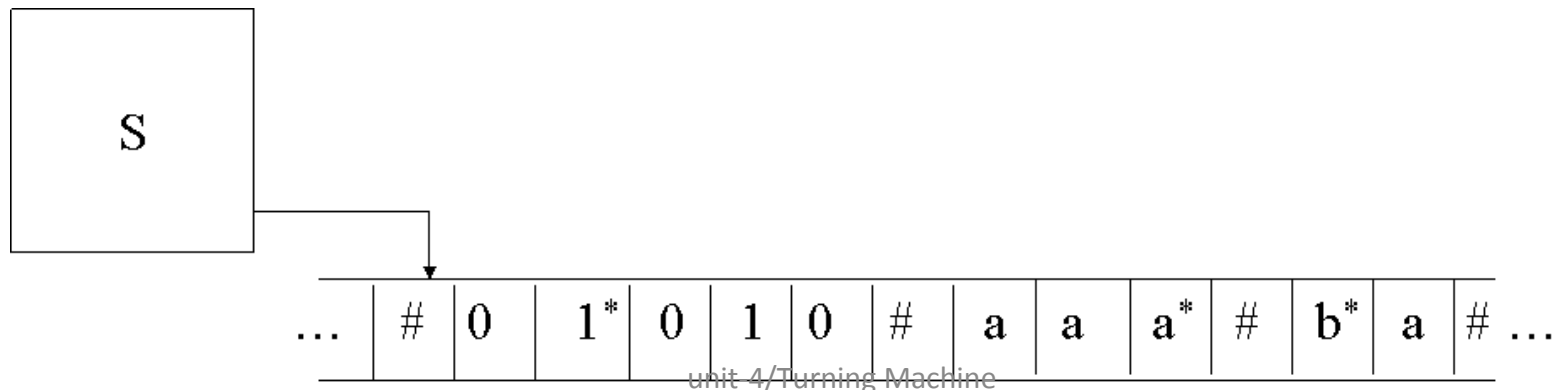 S
... # 0 1* 0 1 0 # a a a* # b* a # ...
unit-4/Turning Machine